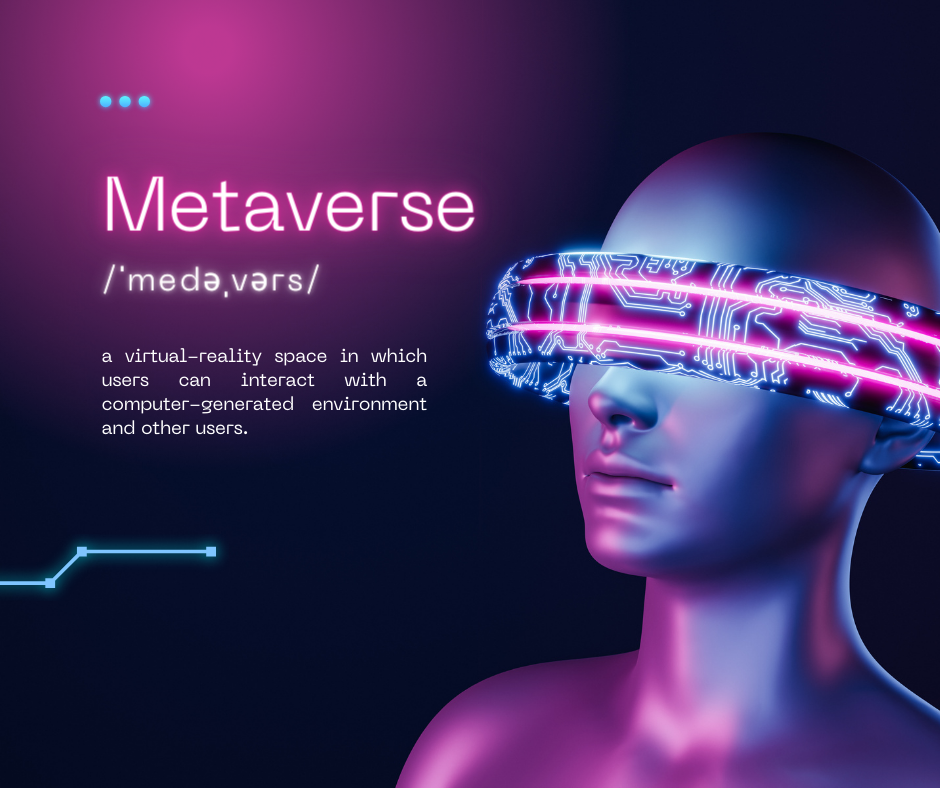 Metaverse
/ˈmedəˌvərs/
a virtual-reality space in which
users can interact with a
computer-generated environment
and other users.